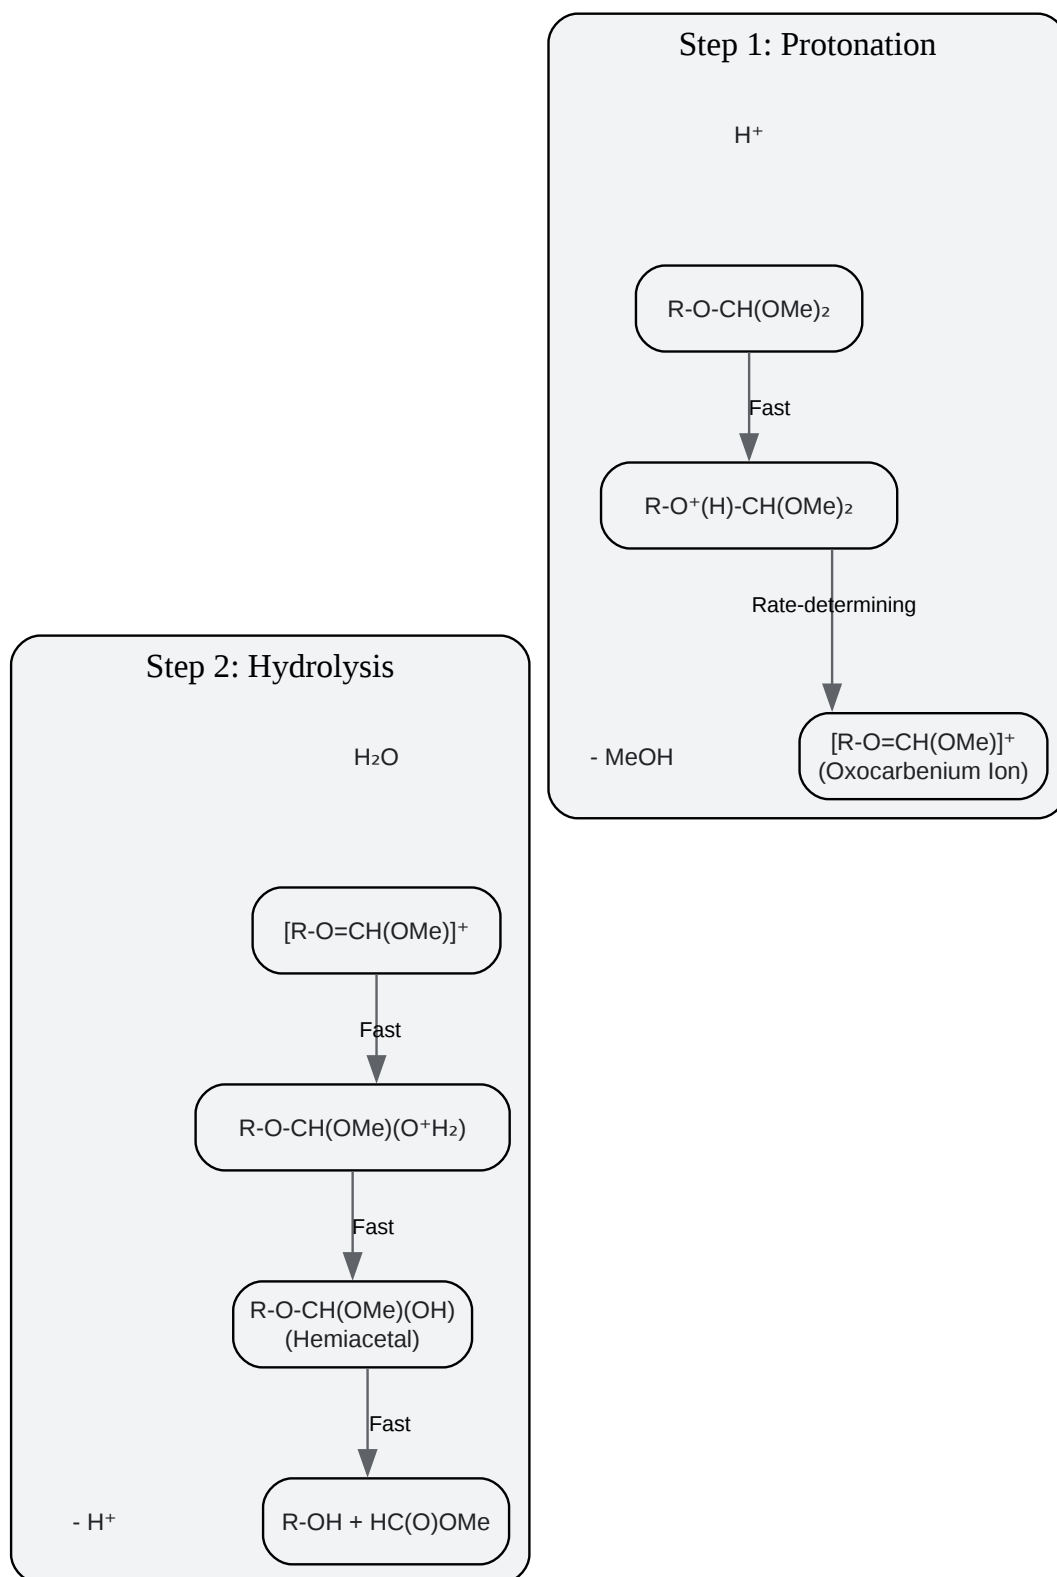 Step 1: Protonation
H⁺
R-O-CH(OMe)₂
Fast
R-O⁺(H)-CH(OMe)₂
Rate-determining
- MeOH
[R-O=CH(OMe)]⁺
(Oxocarbenium Ion)
Step 2: Hydrolysis
H₂O
[R-O=CH(OMe)]⁺
Fast
R-O-CH(OMe)(O⁺H₂)
Fast
R-O-CH(OMe)(OH)
(Hemiacetal)
Fast
- H⁺
R-OH + HC(O)OMe